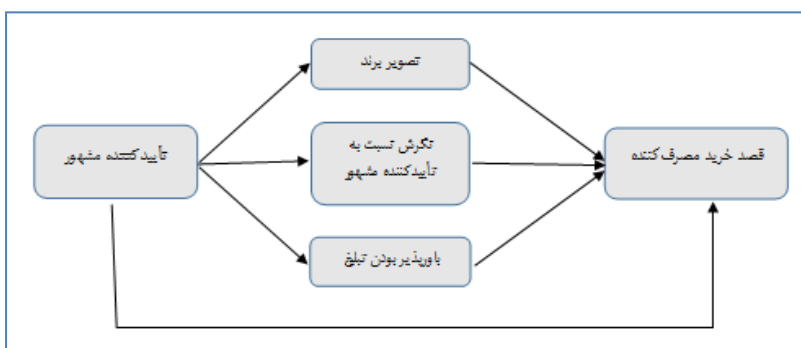 تصویر برند
تأییدکننده مشهور
نگرش نسبت به
تأییدکننده مشهور
قصد خرید مصرف‌کننده
باورپذیر بودن تبلیغ